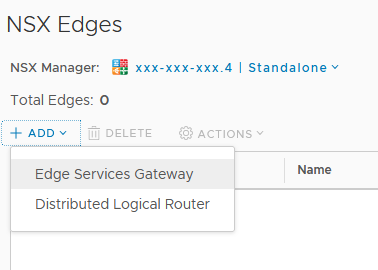 NSX Edges
NSX Manager: xxx-xxx-xxx.4 | Standalone
Total Edges: 0
+ ADD DELETE ACTIONS
Edge Services Gateway
Name
Distributed Logical Router